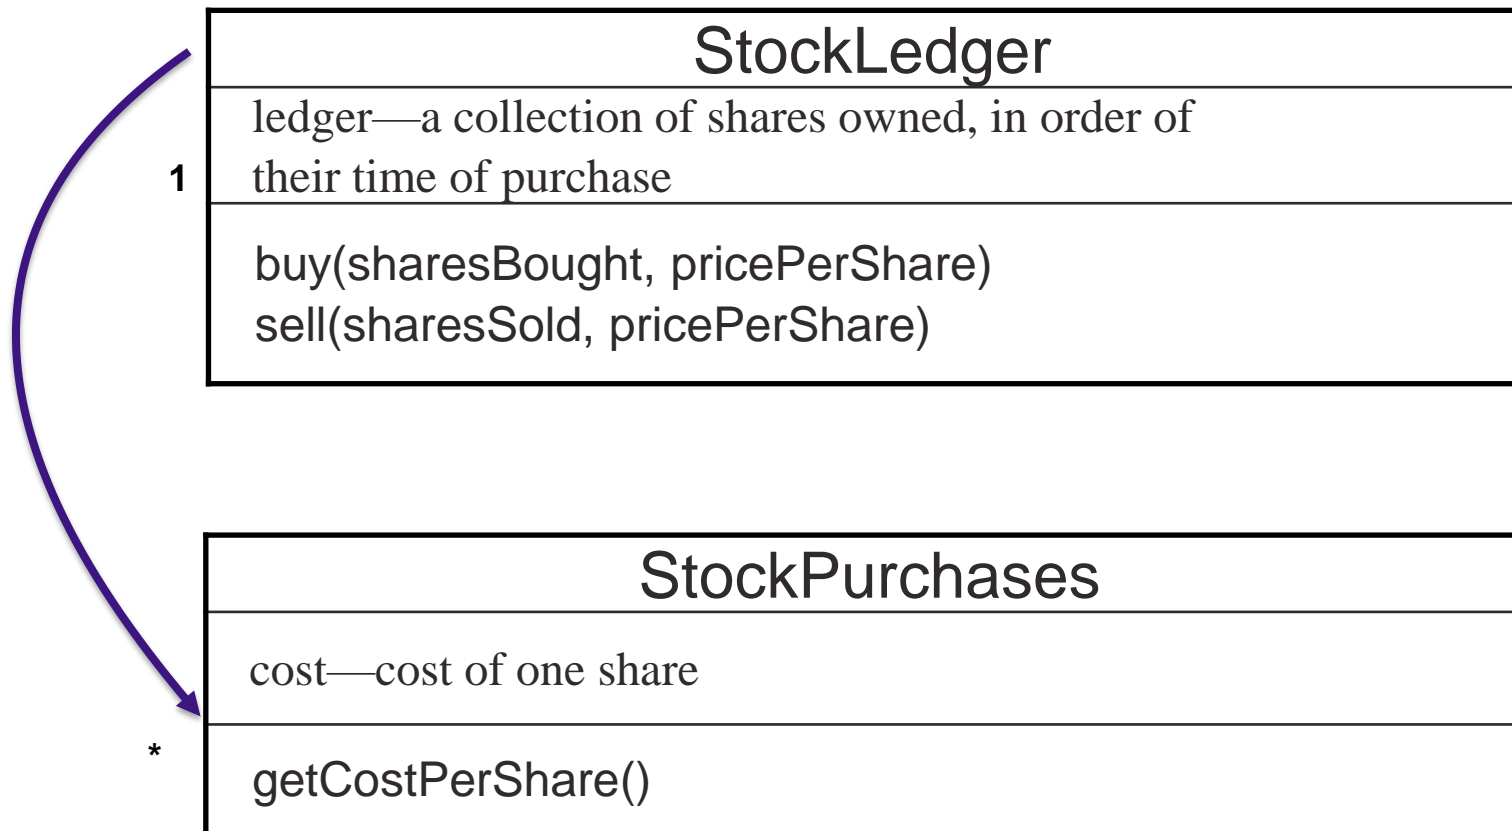 StockLedger
ledger—a collection of shares owned, in order of
their time of purchase
1
buy(sharesBought, pricePerShare)
sell(sharesSold, pricePerShare)
StockPurchases
cost—cost of one share
*
getCostPerShare()